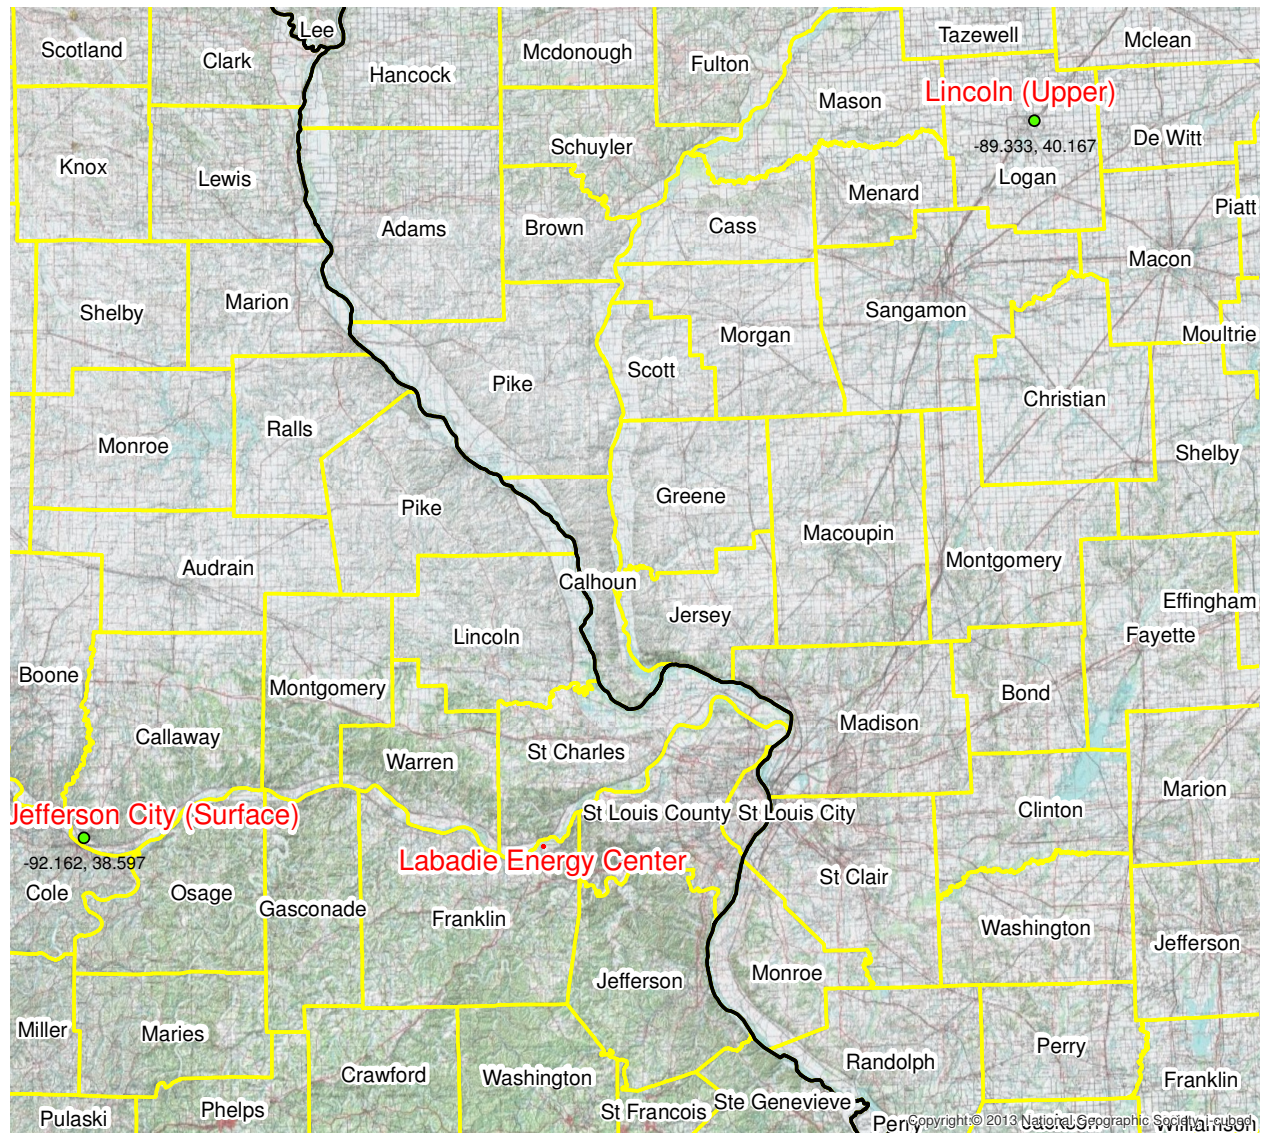 Lee
Tazewell
Mclean
Scotland
Clark
Mcdonough
Fulton
Hancock
Lincoln (Upper)
Mason
-89.333, 40.167
De Witt
Schuyler
Knox
Lewis
Logan
Menard
Piatt
Adams
Brown
Cass
Macon
Shelby
Marion
Sangamon
Morgan
Moultrie
Scott
Pike
Christian
Ralls
Monroe
Shelby
Greene
Pike
Macoupin
Montgomery
Audrain
Calhoun
Effingham
Jersey
Lincoln
Fayette
Boone
Montgomery
Bond
Callaway
Madison
St Charles
Warren
Marion
Jefferson City (Surface)
St Louis County
St Louis City
Clinton
-92.162, 38.597
Labadie Energy Center
Cole
Osage
St Clair
Gasconade
Franklin
Washington
Jefferson
Jefferson
Monroe
Miller
Maries
Perry
Randolph
Crawford
Washington
Franklin
Pulaski
Phelps
St Francois
Ste Genevieve
Perry
Jackson
Williamson
Copyright:© 2013 National Geographic Society, i-cubed